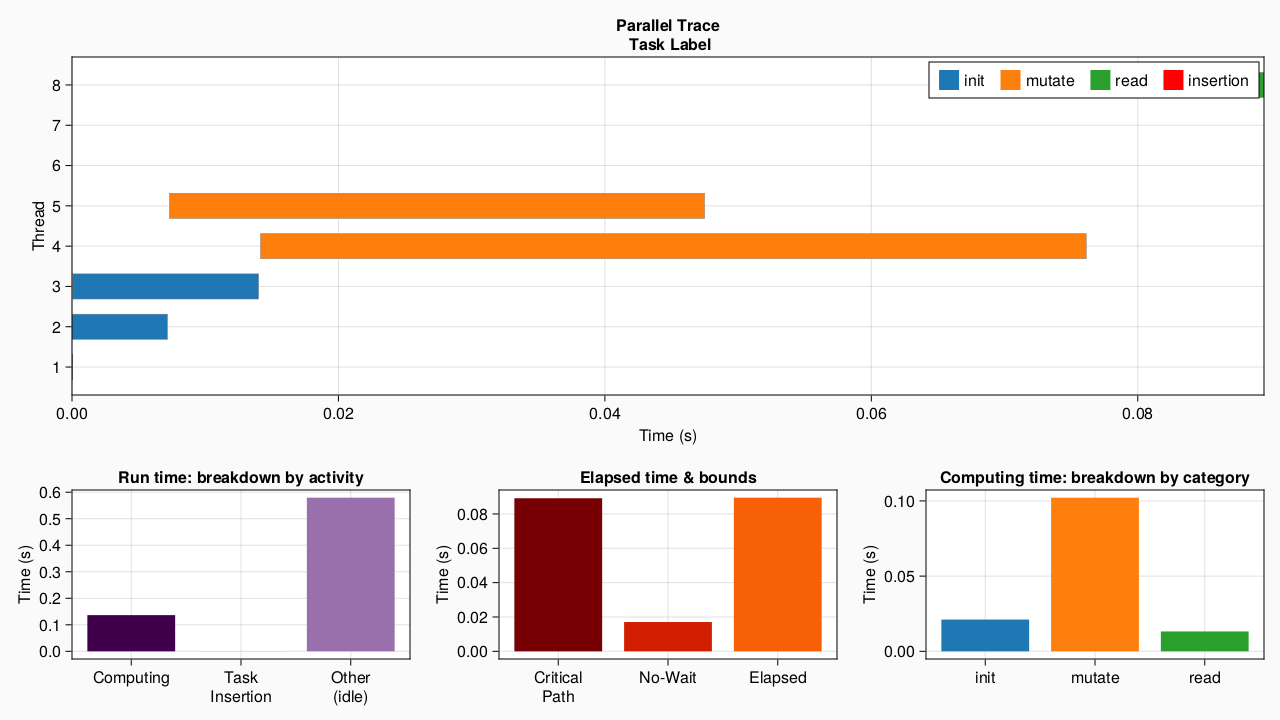 Parallel Trace
Task Label
init mutate read insertion
8
7
6
5
4
3
2
1
Thread
0.00 0.02 0.04 0.06 0.08
Time (s)
Run time: breakdown by activity
0.6
0.5
0.4
0.3
0.2
0.1
0.0
Time (s)
Computing Task Insertion Other (idle)
Elapsed time & bounds
0.08
0.06
0.04
0.02
0.00
Time (s)
Critical Path No-Wait Elapsed
Computing time: breakdown by category
0.10
0.05
0.00
Time (s)
init mutate read